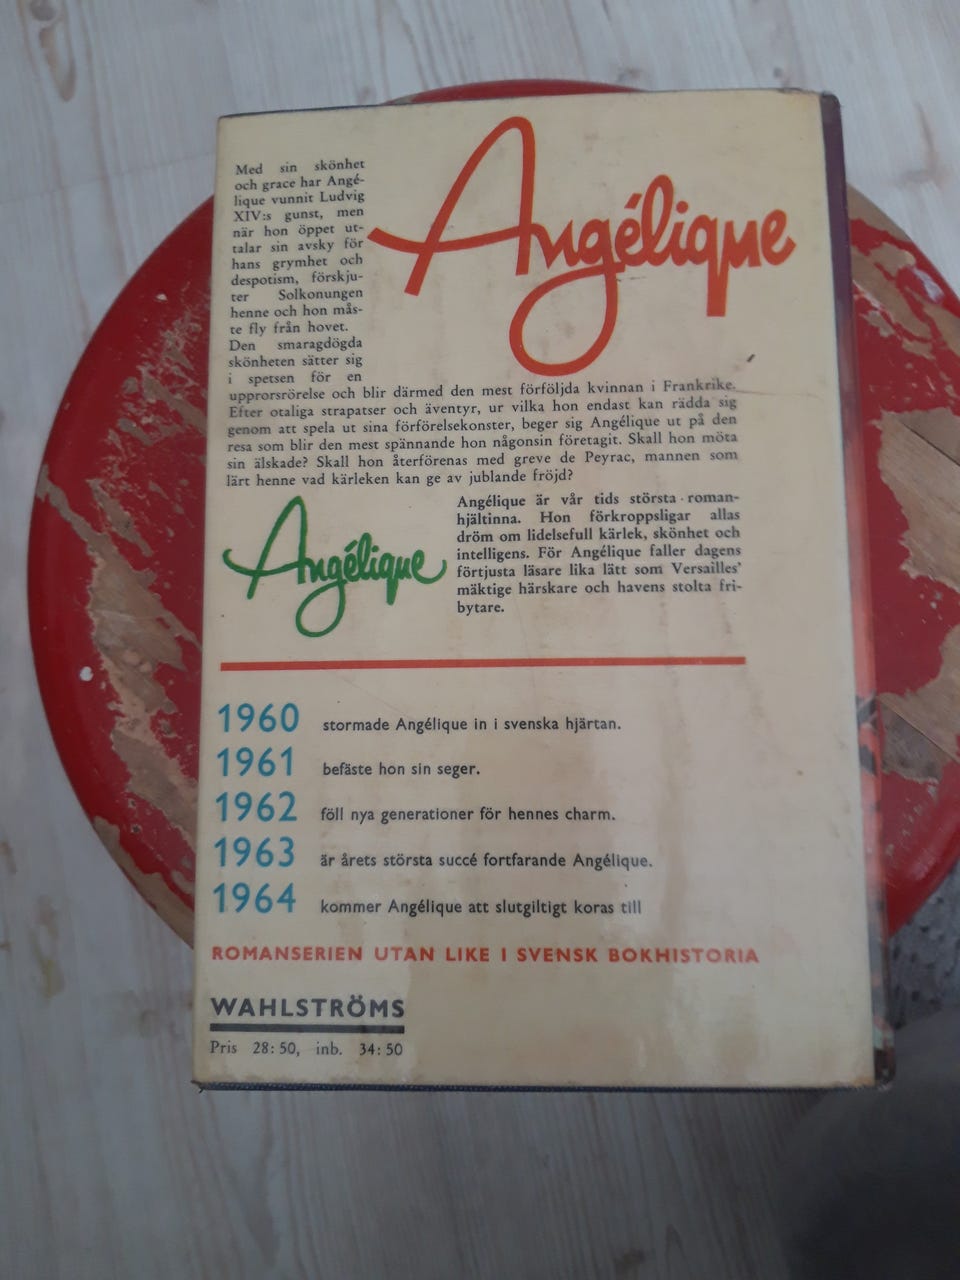 Angélique
Med sin skönhet
och grace har Angé-
lique vunnit Ludvig
XIV:s gunst, men
när hon öppet ut-
talar sin avsky för
hans grymhet och
despotism, förskju-
ter Solkonungen
henne och hon mås-
te fly från hovet.
Den smaragdögda
skönheten sätter sig
i spetsen för en
upprorsrörelse och blir därmed den mest förföljda kvinnan i Frankrike.
Efter otaliga strapatser och äventyr, ur vilka hon endast kan rädda sig
genom att spela ut sina förförelsekonster, beger sig Angélique ut på den
resa som blir den mest spännande hon någonsin företagit. Skall hon möta
sin älskade? Skall hon återförenas med greve de Peyrac, mannen som
lärt henne vad kärleken kan ge av jublande fröjd?
Angélique
Angélique är vår tids största roman-
hjältinna. Hon förkroppsligar allas
dröm om lidelsefull kärlek, skönhet och
intelligens. För Angélique faller dagens
förtjusta läsare lika lätt som Versailles'
mäktige härskare och havens stolta fri-
bytare.
1960 stormade Angélique in i svenska hjärtan.
1961 befäste hon sin seger.
1962 föll nya generationer för hennes charm.
1963 är årets största succé fortfarande Angélique.
1964 kommer Angélique att slutgiltigt koras till
ROMANSERIEN UTAN LIKE I SVENSK BOKHISTORIA
WAHLSTRÖMS
Pris 28:50, inb. 34:50